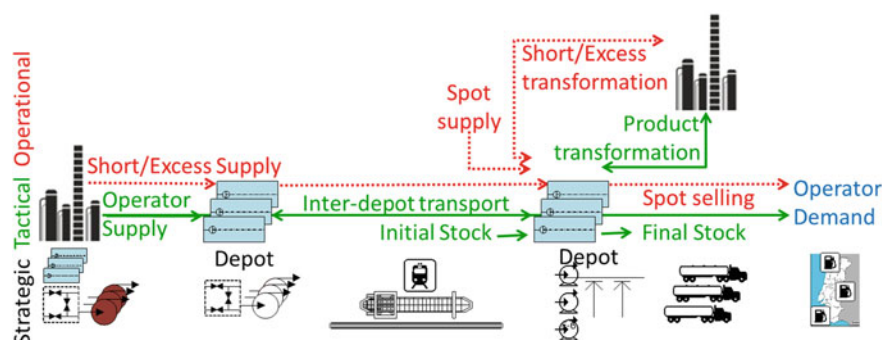 Short/Excess
transformation
Spot
supply
Product
transformation
Operational
Short/Excess Supply
Tactical
Operator
Supply
Inter-depot transport
Spot selling
Operator
Demand
Initial Stock
Final Stock
Depot
Depot
Strategic